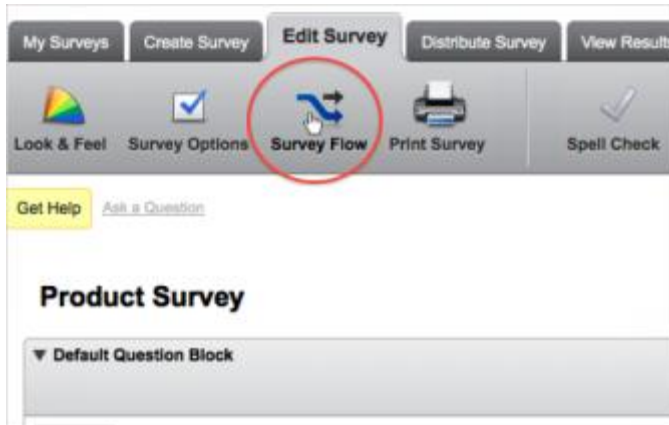 My Surveys Create Survey Edit Survey Distribute Survey View Results
Look & Feel Survey Options Survey Flow Print Survey Spell Check
Get Help Ask a Question
Product Survey
▼ Default Question Block